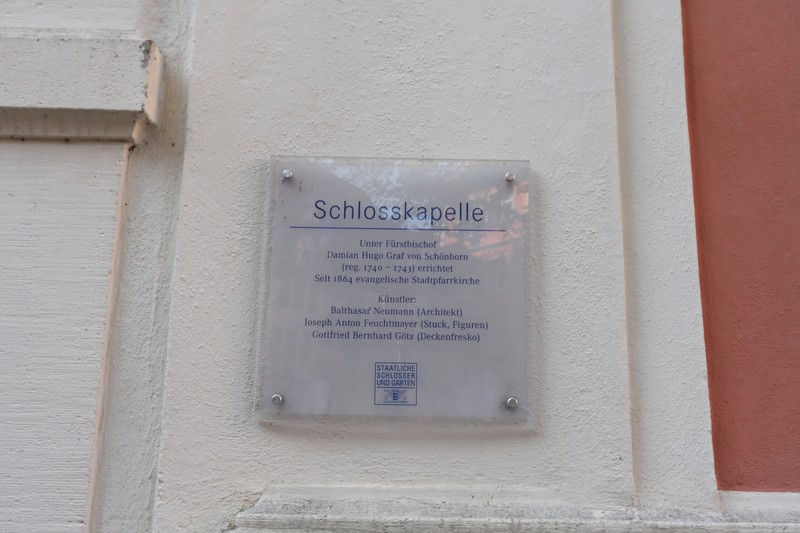 Schlosskapelle
Unter Fürstbischof
Damian Hugo Graf von Schönborn
(reg. 1740 – 1743) errichtet
Seit 1864 evangelische Stadtpfarrkirche
Künstler:
Balthasar Neumann (Architekt)
Joseph Anton Feuchtmayer (Stuck, Figuren)
Gottfried Bernhard Götz (Deckenfresko)
STAATLICHE
SCHLÖSSER
UND GÄRTEN